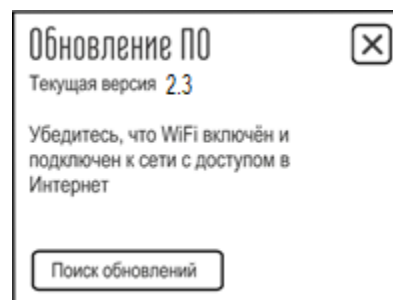 Обновление ПО
Текущая версия 2.3
Убедитесь, что WiFi включён и
подключен к сети с доступом в
Интернет
Поиск обновлений